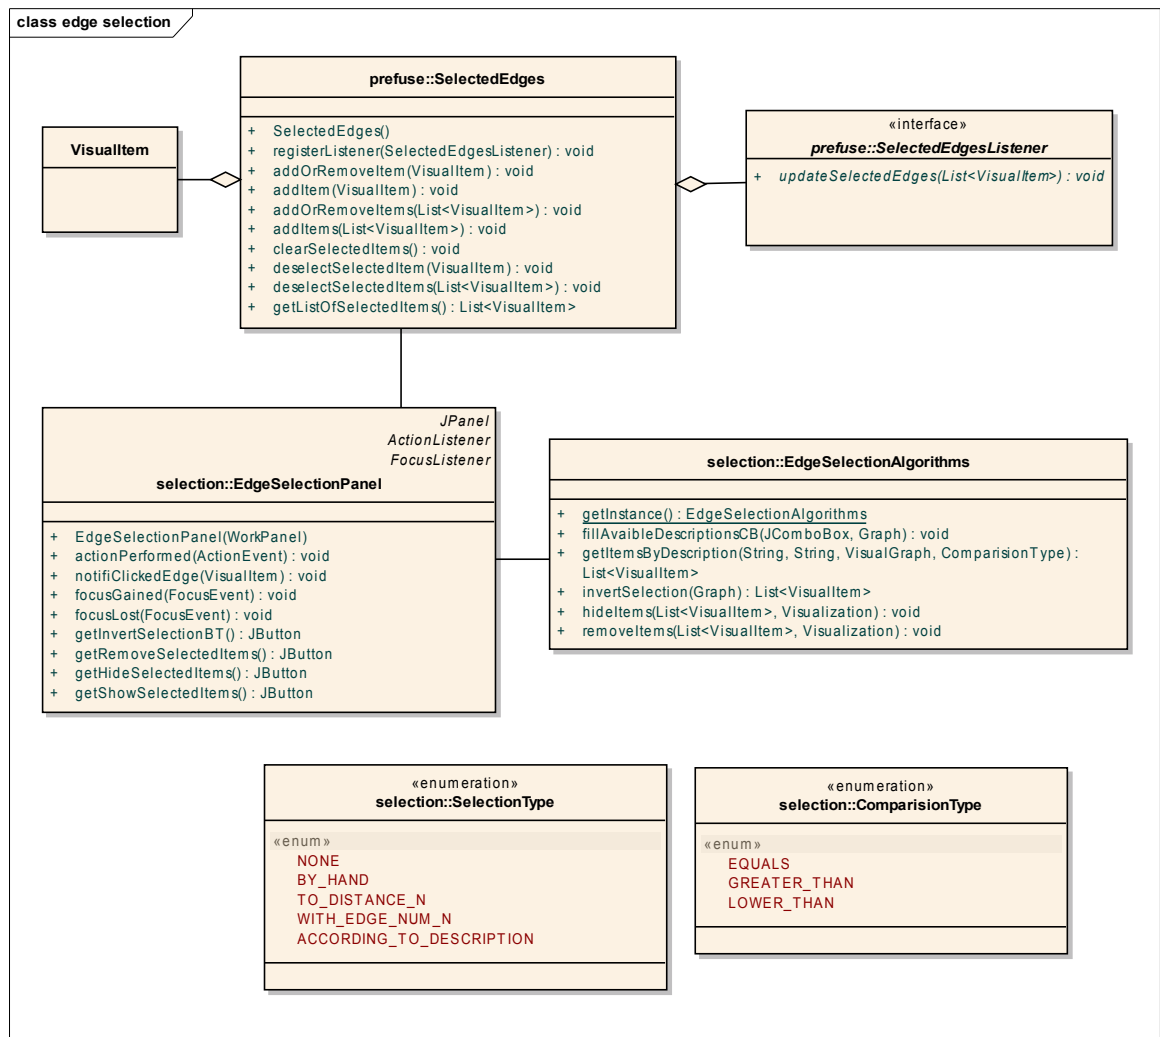 class edge selection
prefuse::SelectedEdges
+ SelectedEdges()
+ registerListener(SelectedEdgesListener) : void
+ addOrRemoveItem(VisualItem) : void
+ addItem(VisualItem) : void
+ addOrRemoveItems(List<VisualItem>) : void
+ addItems(List<VisualItem>) : void
+ clearSelectedItems() : void
+ deselectSelectedItem(VisualItem) : void
+ deselectSelectedItems(List<VisualItem>) : void
+ getListOfSelectedItems() : List<VisualItem>
VisualItem
«interface»
prefuse::SelectedEdgesListener
+ updateSelectedEdges(List<VisualItem>) : void
JPanel
ActionListener
FocusListener
selection::EdgeSelectionPanel
+ EdgeSelectionPanel(WorkPanel)
+ actionPerformed(ActionEvent) : void
+ notifiClickedEdge(VisualItem) : void
+ focusGained(FocusEvent) : void
+ focusLost(FocusEvent) : void
+ getInvertSelectionBT() : JButton
+ getRemoveSelectedItems() : JButton
+ getHideSelectedItems() : JButton
+ getShowSelectedItems() : JButton
selection::EdgeSelectionAlgorithms
+ getInstance() : EdgeSelectionAlgorithms
+ fillAvaibleDescriptionsCB(JComboBox, Graph) : void
+ getItemsByDescription(String, String, VisualGraph, ComparisionType) :
List<VisualItem>
+ invertSelection(Graph) : List<VisualItem>
+ hideItems(List<VisualItem>, Visualization) : void
+ removeItems(List<VisualItem>, Visualization) : void
«enumeration»
selection::SelectionType
«enum»
NONE
BY_HAND
TO_DISTANCE_N
WITH_EDGE_NUM_N
ACCORDING_TO_DESCRIPTION
«enumeration»
selection::ComparisionType
«enum»
EQUALS
GREATER_THAN
LOWER_THAN